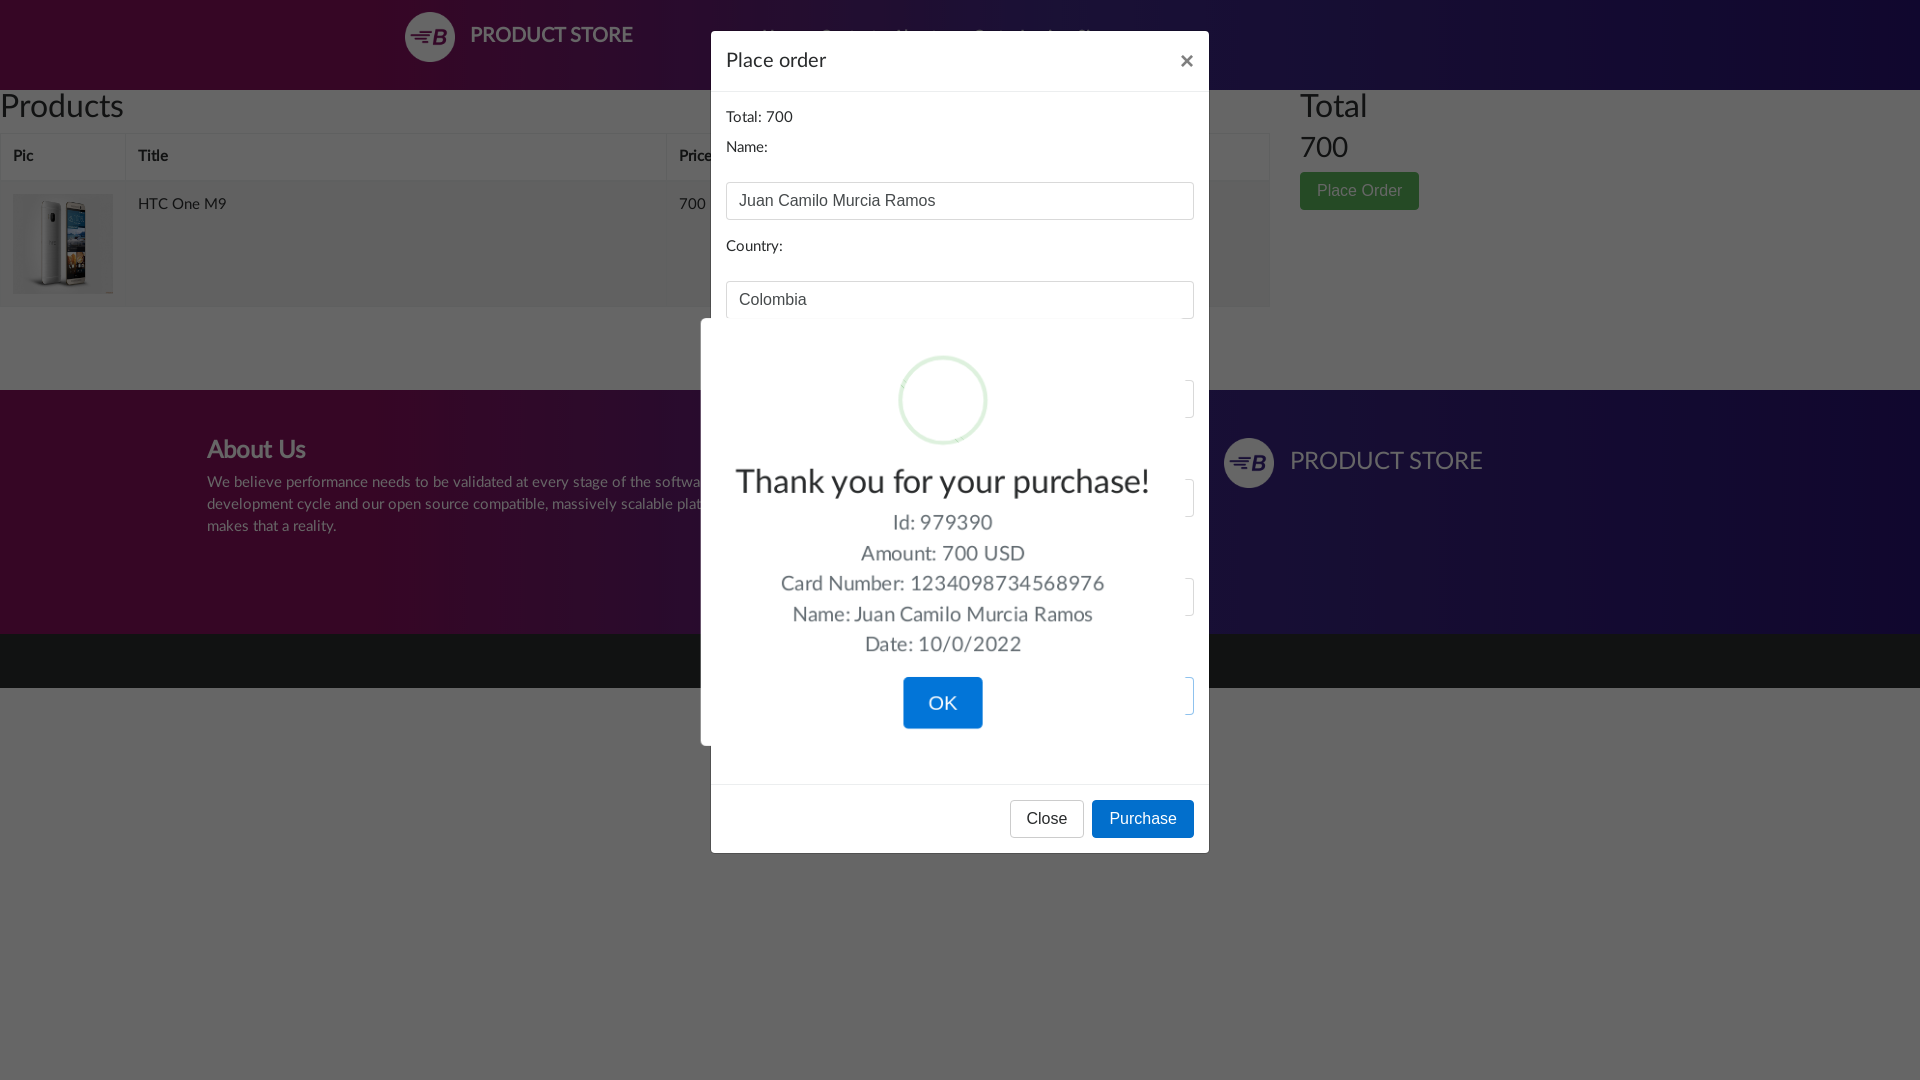 PRODUCT STORE
Place order
×
Products
Total
Total: 700
Name:
700
Pic
Title
Price
Place Order
Juan Camilo Murcia Ramos
HTC One M9
700
Country:
Colombia
About Us
We believe performance needs to be validated at every stage of the softwa
development cycle and our open source compatible, massively scalable plat
makes that a reality.
PRODUCT STORE
Thank you for your purchase!
Id: 979390
Amount: 700 USD
Card Number: 1234098734568976
Name: Juan Camilo Murcia Ramos
Date: 10/0/2022
OK
Close
Purchase